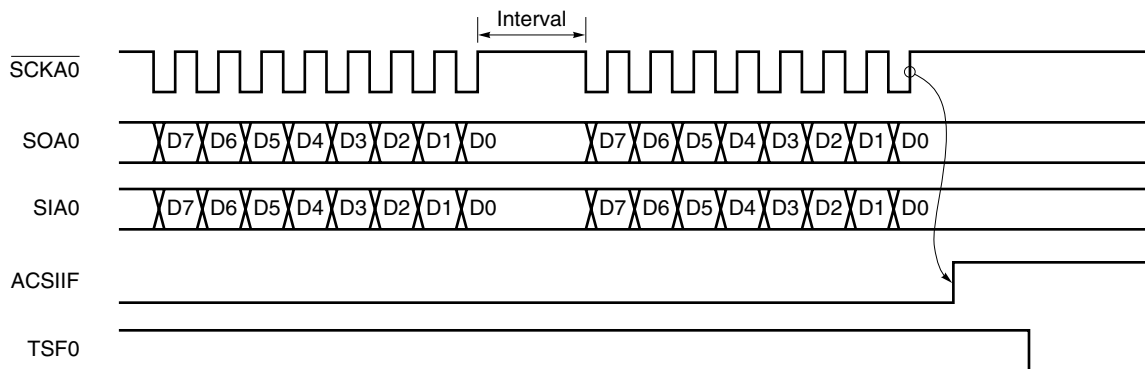 Interval
SCKA0
SOA0 D7 D6 D5 D4 D3 D2 D1 D0 D7 D6 D5 D4 D3 D2 D1 D0
SIA0 D7 D6 D5 D4 D3 D2 D1 D0 D7 D6 D5 D4 D3 D2 D1 D0
ACSIIF
TSF0